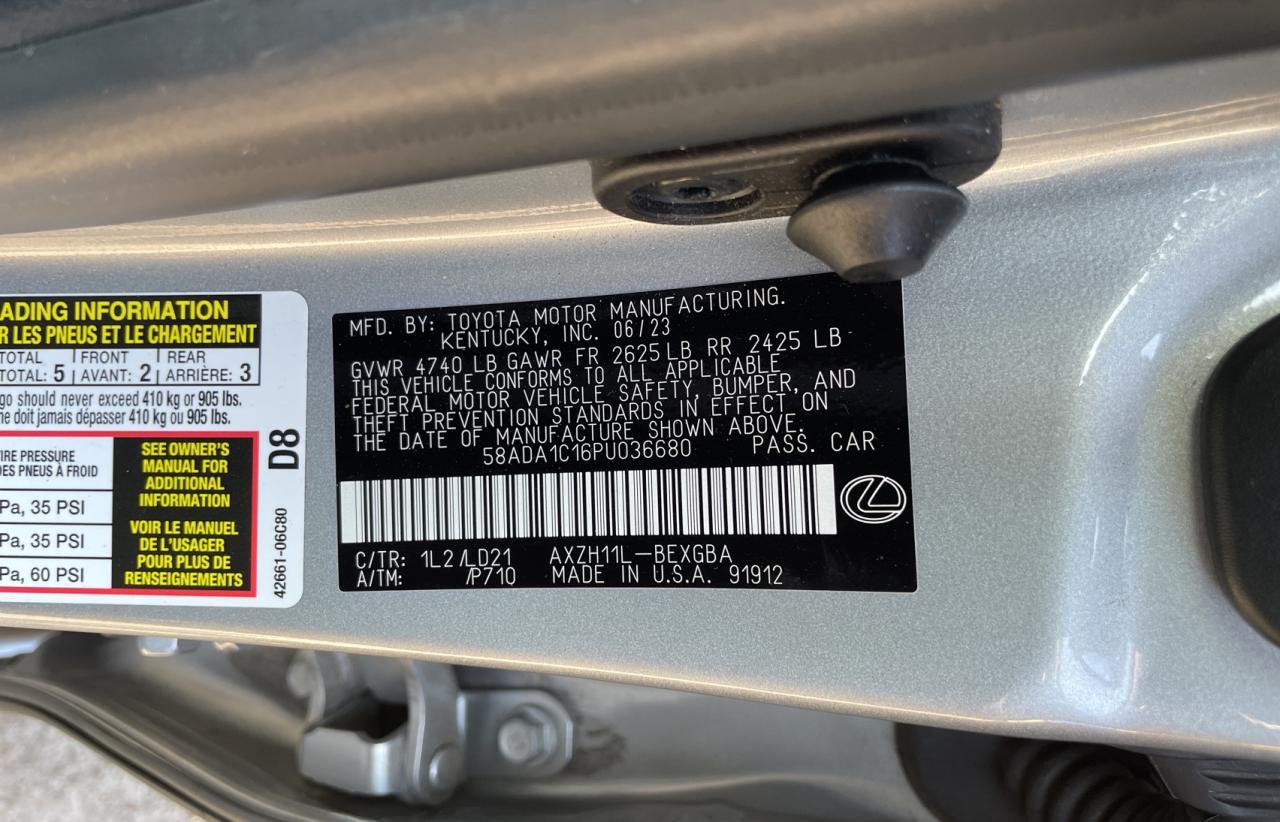 ADING INFORMATION
R LES PNEUS ET LE CHARGEMENT
TOTAL FRONT REAR
TOTAL: 5 AVANT: 2 ARRIÈRE: 3
go should never exceed 410 kg or 905 lbs.
ne doit jamais dépasser 410 kg ou 905 lbs.
TIRE PRESSURE
DES PNEUS À FROID
Pa, 35 PSI
Pa, 35 PSI
Pa, 60 PSI
SEE OWNER'S
MANUAL FOR
ADDITIONAL
INFORMATION
VOIR LE MANUEL
DE L'USAGER
POUR PLUS DE
RENSEIGNEMENTS
D8
42661-06C80
MFD. BY: TOYOTA MOTOR MANUFACTURING.
KENTUCKY, INC. 06/23
GVWR 4740 LB GAWR FR 2625 LB RR 2425 LB
THIS VEHICLE CONFORMS TO ALL APPLICABLE
FEDERAL MOTOR VEHICLE SAFETY, BUMPER, AND
THEFT PREVENTION STANDARDS IN EFFECT ON
THE DATE OF MANUFACTURE SHOWN ABOVE.
58ADA1C16PU036680 PASS. CAR
C/TR: 1L2/LD21 AXZH11L-BEXGBA
A/TM: /P710 MADE IN U.S.A. 91912